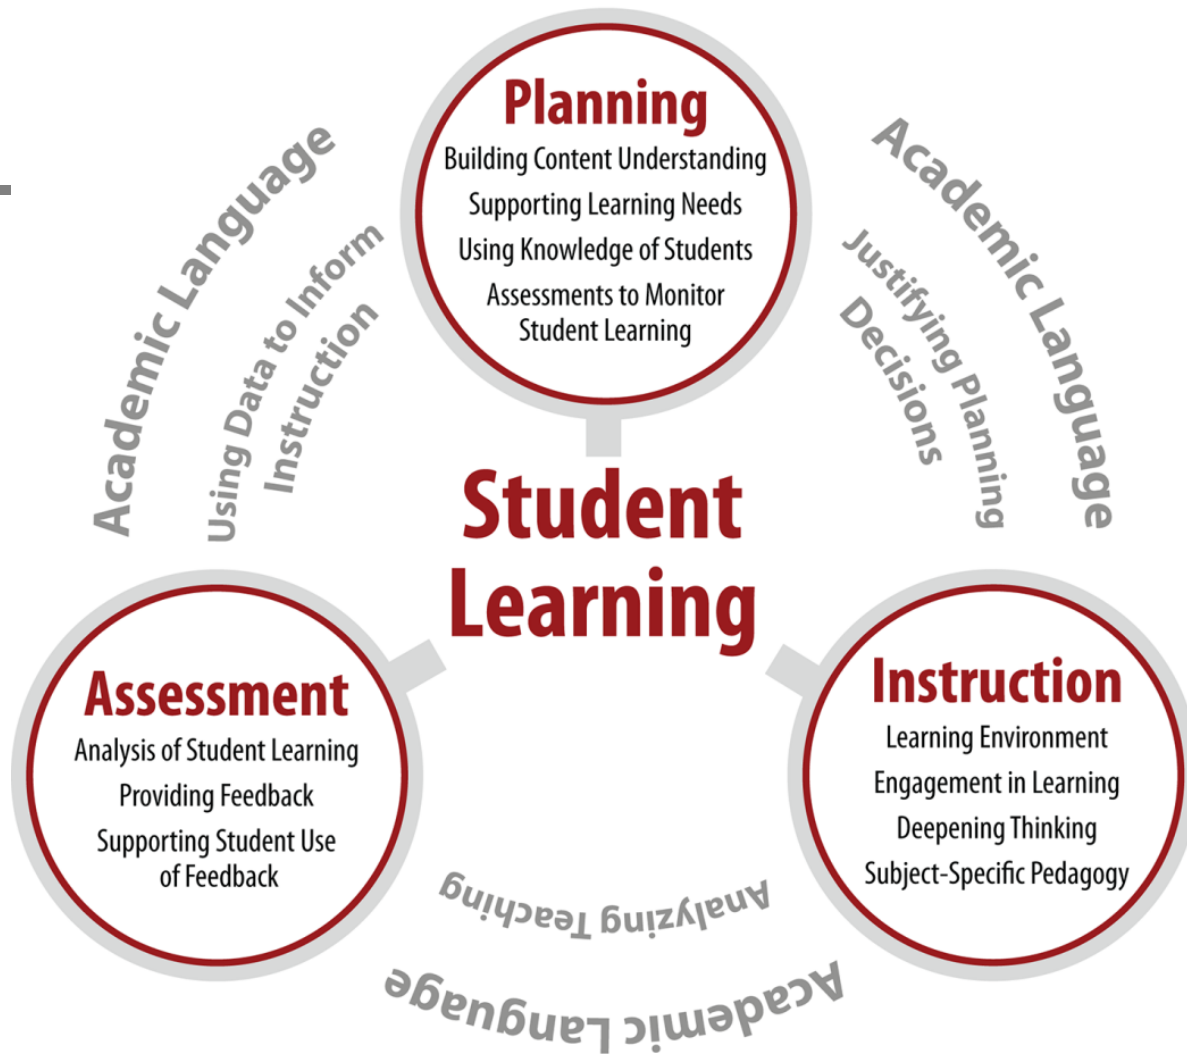 Planning
Building Content Understanding
Supporting Learning Needs
Using Knowledge of Students
Assessments to Monitor
Student Learning
Academic Language
Using Data to Inform
Instruction
Academic Language
Justifying Planning
Decisions
Student
Learning
Assessment
Analysis of Student Learning
Providing Feedback
Supporting Student Use
of Feedback
Instruction
Learning Environment
Engagement in Learning
Deepening Thinking
Subject-Specific Pedagogy
Analyzing Teaching
Academic Language